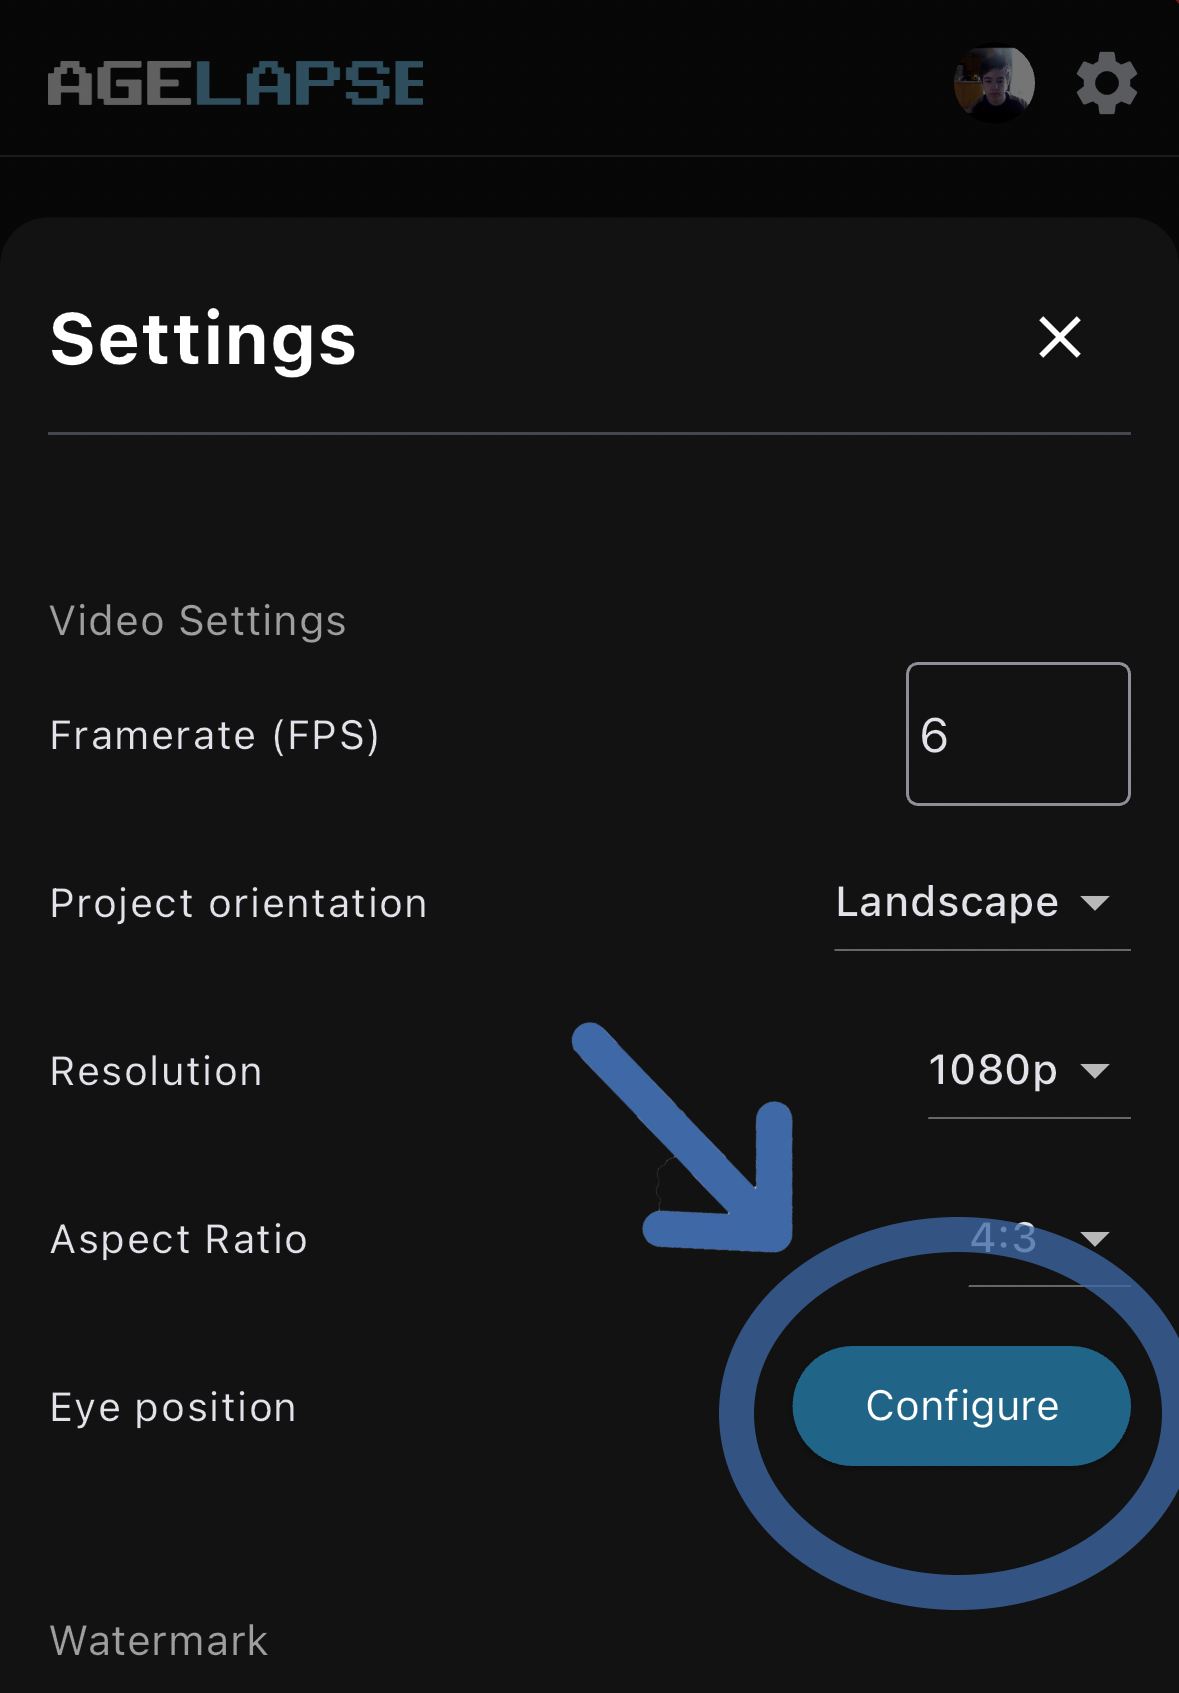 AGELAPSE
Settings
Video Settings
Framerate (FPS)
6
Project orientation
Landscape
Resolution
1080p
Aspect Ratio
4:3
Eye position
Configure
Watermark